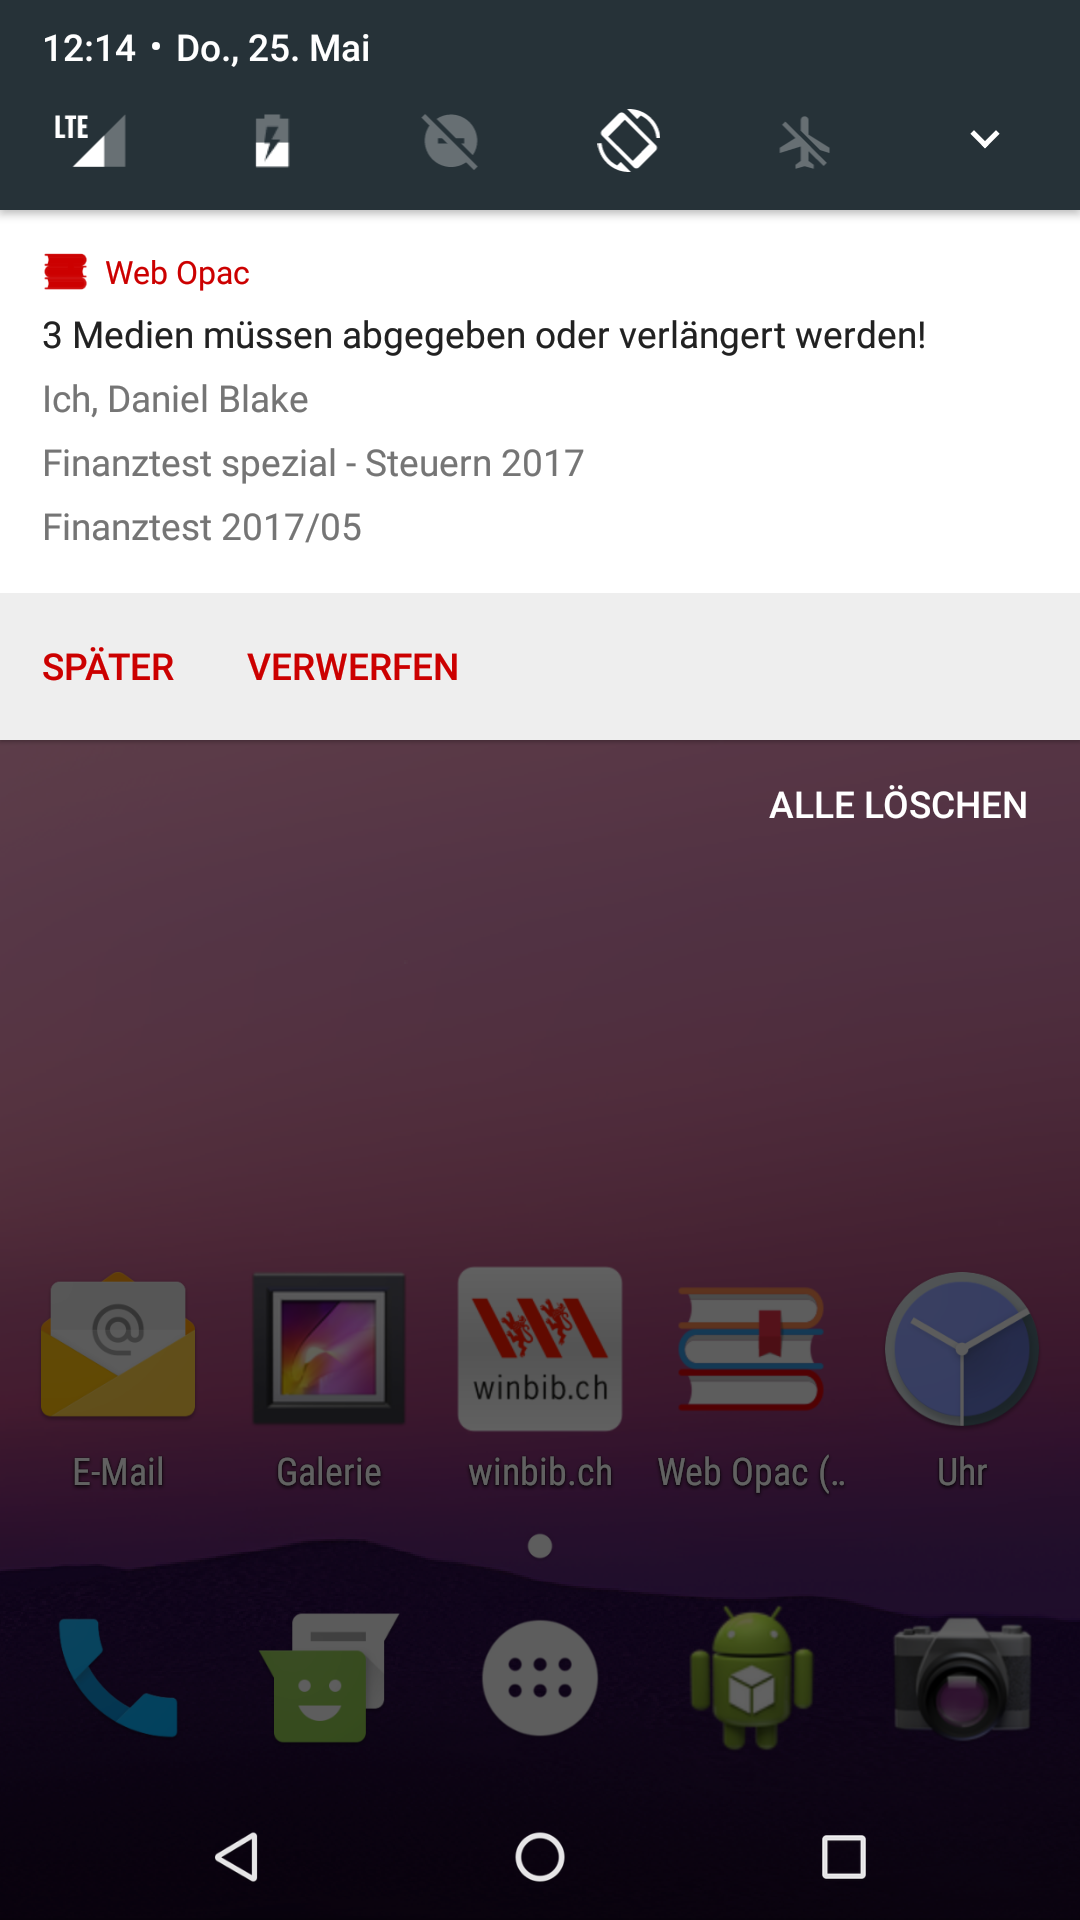 12:14 • Do., 25. Mai
LTE
Web Opac
3 Medien müssen abgegeben oder verlängert werden!
Ich, Daniel Blake
Finanztest spezial - Steuern 2017
Finanztest 2017/05
SPÄTER VERWERFEN
ALLE LÖSCHEN
@
winbib.ch
E-Mail Galerie winbib.ch Web Opac (.. Uhr